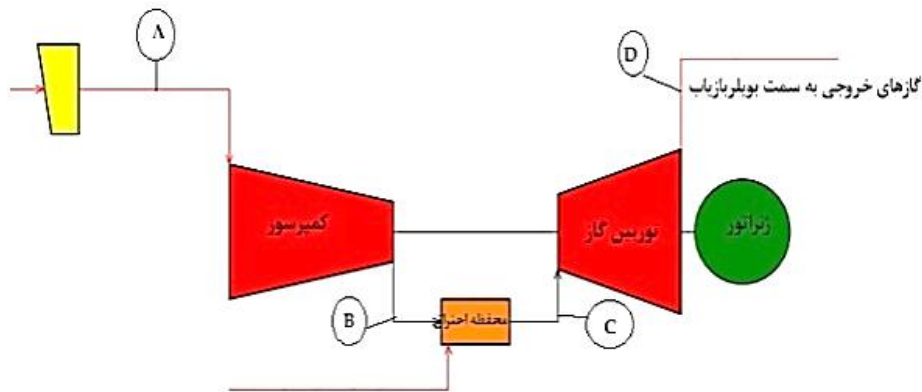 A
D
گازهای خروجی به سمت بویلربازیاب
کمپرسور
توربین گاز
ژنراتور
B
محفظه احتراق
C